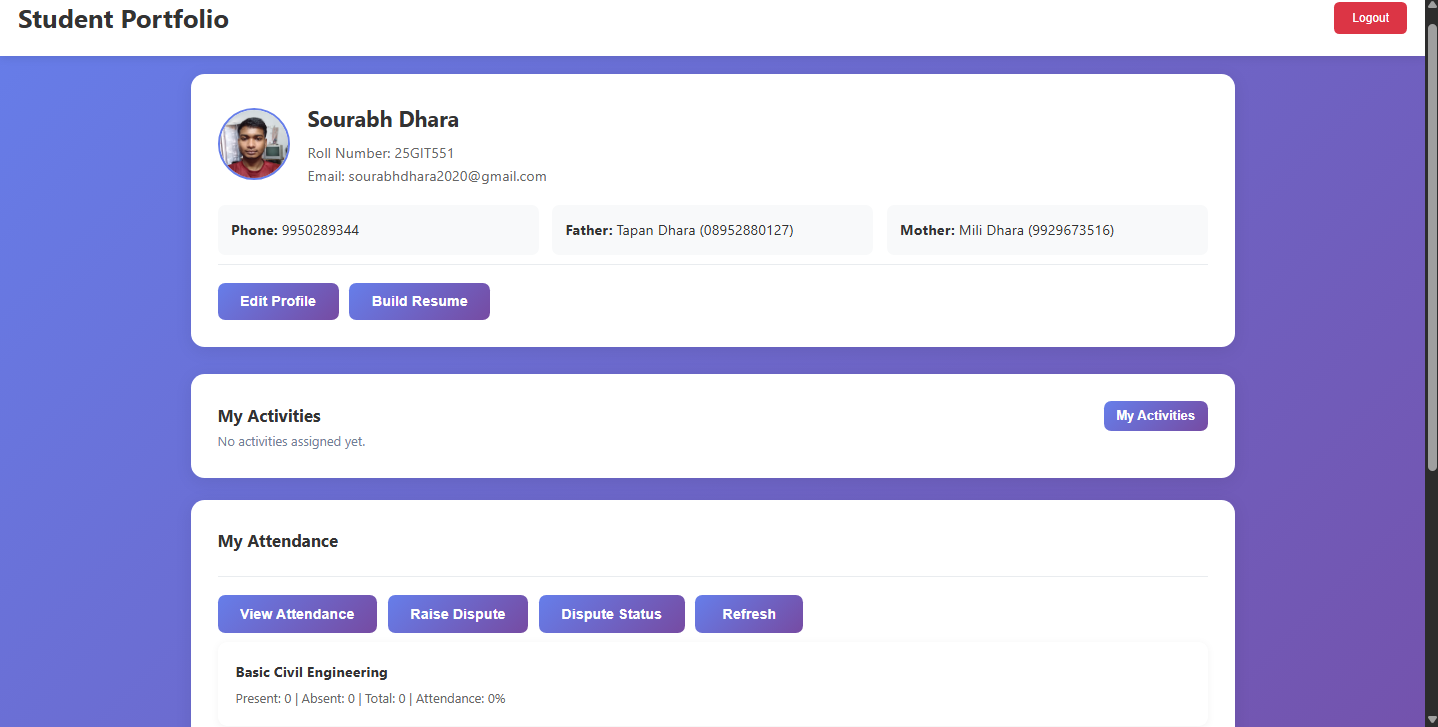 Student Portfolio
Logout
Sourabh Dhara
Roll Number: 25GIT551
Email: sourabhdhara2020@gmail.com
Phone: 9950289344
Father: Tapan Dhara (08952880127)
Mother: Mili Dhara (9929673516)
Edit Profile
Build Resume
My Activities
My Activities
No activities assigned yet.
My Attendance
View Attendance
Raise Dispute
Dispute Status
Refresh
Basic Civil Engineering
Present: 0 | Absent: 0 | Total: 0 | Attendance: 0%